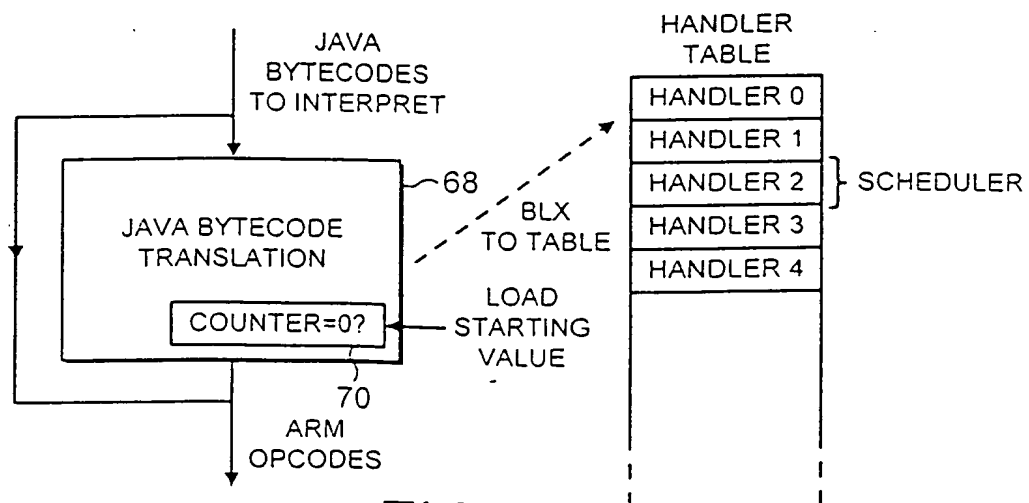 JAVA
BYTECODES
TO INTERPRET
HANDLER
TABLE
HANDLER 0
HANDLER 1
HANDLER 2
HANDLER 3
HANDLER 4
SCHEDULER
68
JAVA BYTECODE
TRANSLATION
BLX
TO TABLE
COUNTER=0?
LOAD
STARTING
VALUE
70
ARM
OPCODES